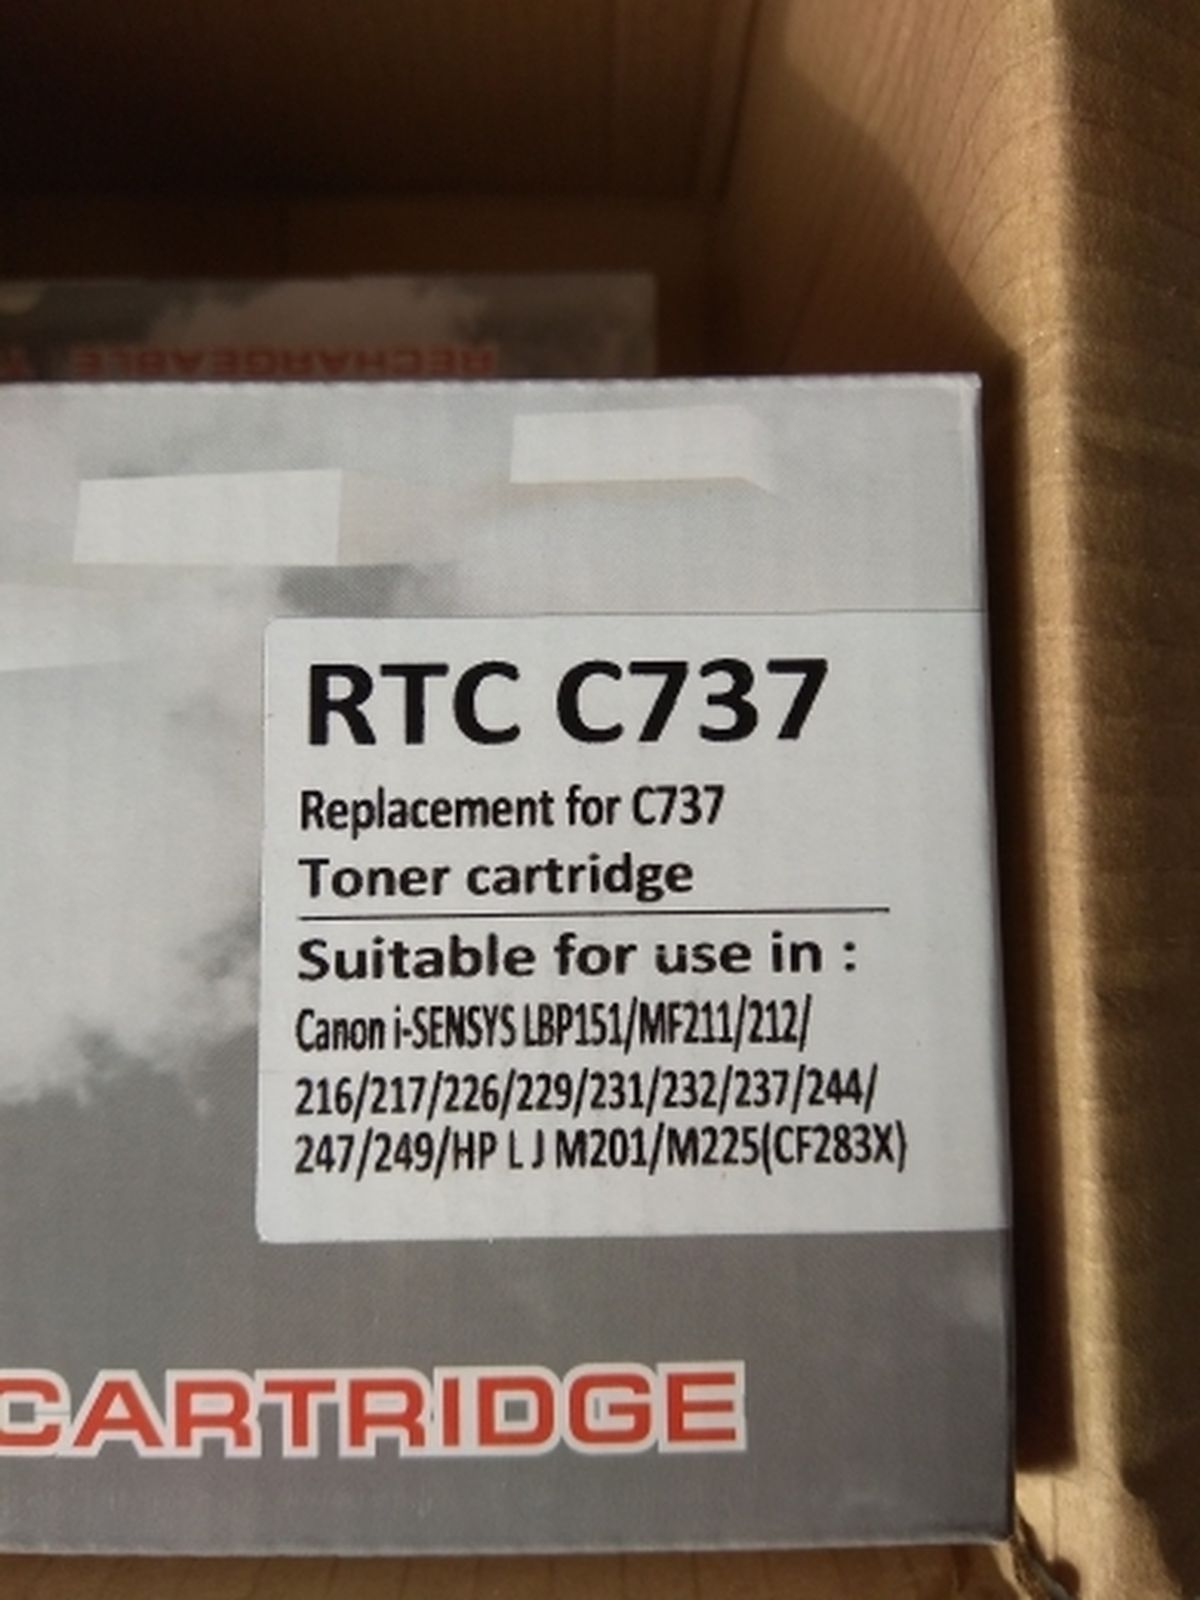 RECHARGEABLE
RTC C737
Replacement for C737
Toner cartridge
Suitable for use in :
Canon i-SENSYS LBP151/MF211/212/
216/217/226/229/231/232/237/244/
247/249/HP L J M201/M225(CF283X)
CARTRIDGE